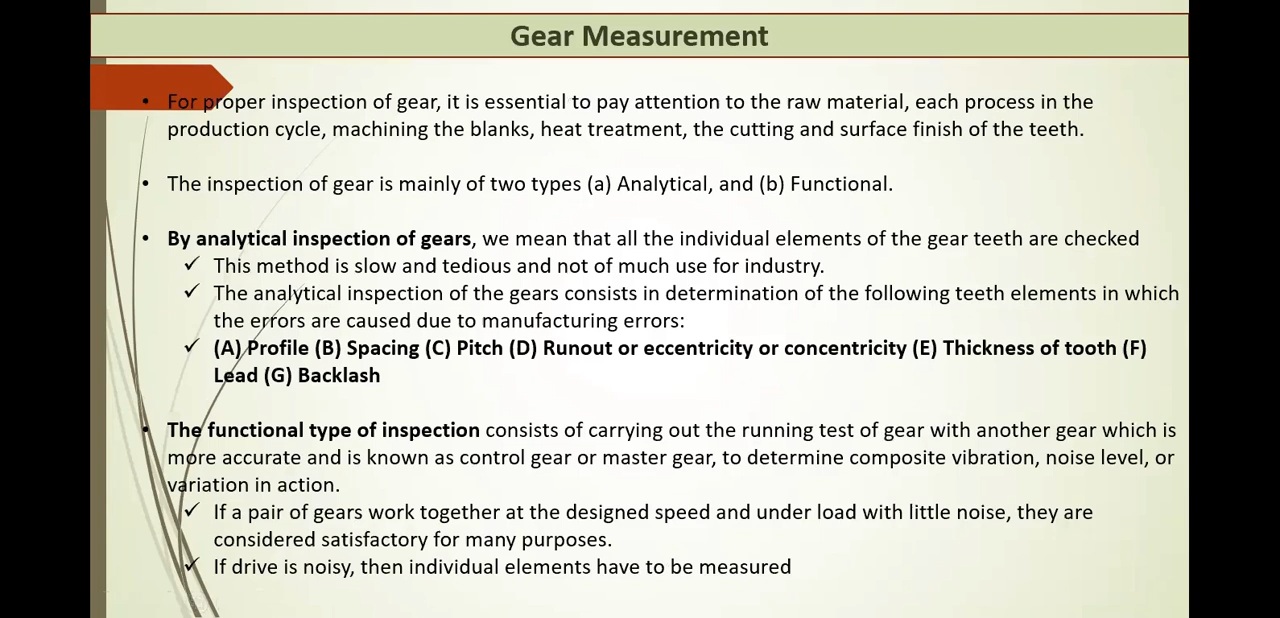 Gear Measurement
• For proper inspection of gear, it is essential to pay attention to the raw material, each process in the
production cycle, machining the blanks, heat treatment, the cutting and surface finish of the teeth.
• The inspection of gear is mainly of two types (a) Analytical, and (b) Functional.
• By analytical inspection of gears, we mean that all the individual elements of the gear teeth are checked
✓ This method is slow and tedious and not of much use for industry.
✓ The analytical inspection of the gears consists in determination of the following teeth elements in which
the errors are caused due to manufacturing errors:
✓ (A) Profile (B) Spacing (C) Pitch (D) Runout or eccentricity or concentricity (E) Thickness of tooth (F)
Lead (G) Backlash
• The functional type of inspection consists of carrying out the running test of gear with another gear which is
more accurate and is known as control gear or master gear, to determine composite vibration, noise level, or
variation in action.
✓ If a pair of gears work together at the designed speed and under load with little noise, they are
considered satisfactory for many purposes.
✓ If drive is noisy, then individual elements have to be measured